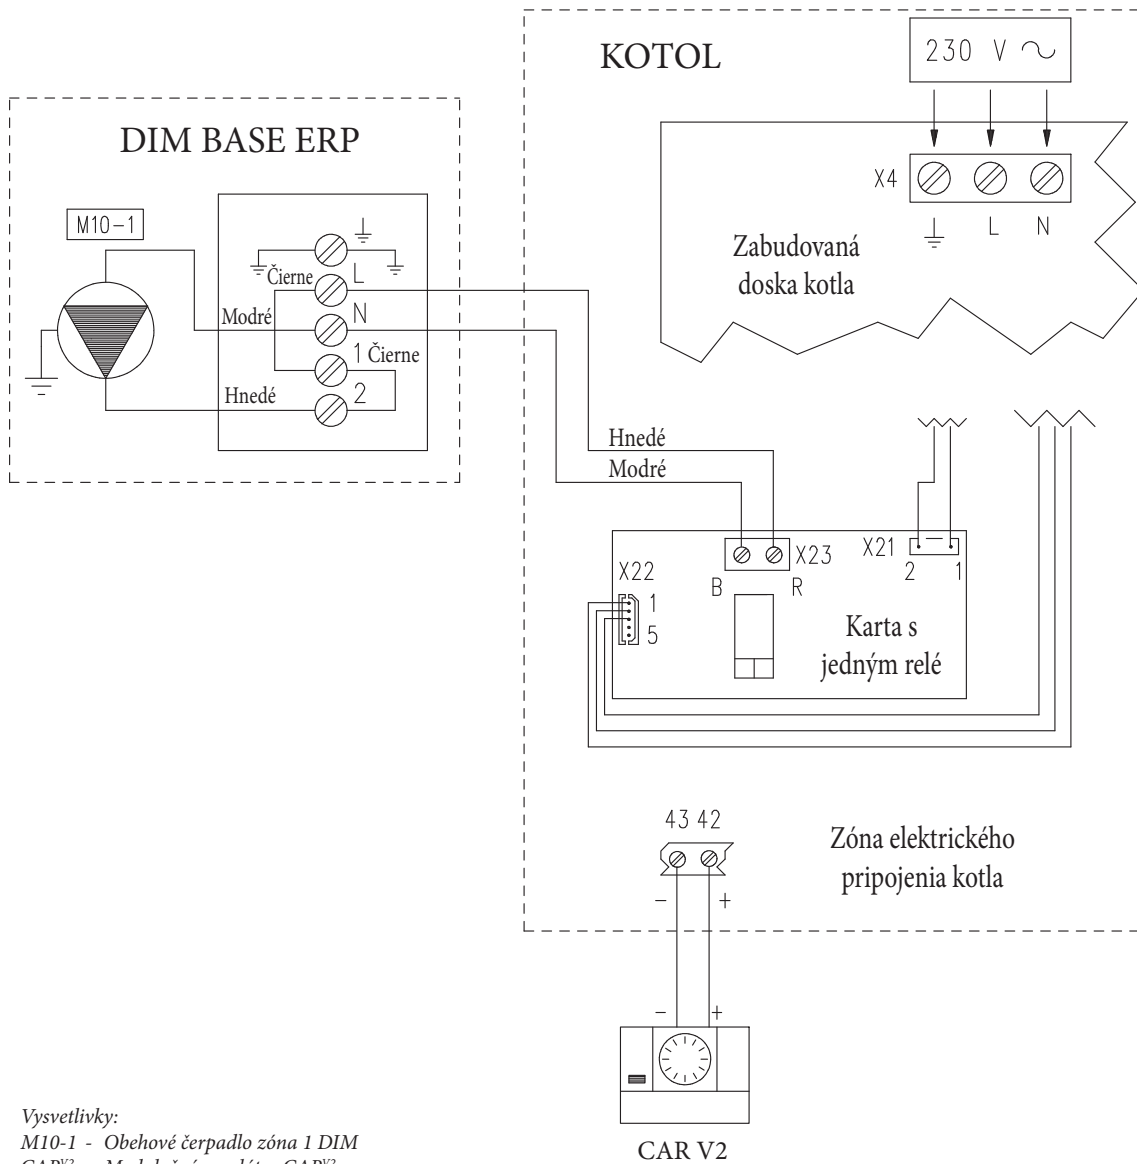 KOTOL
230 V
DIM BASE ERP
M10-1
X4
L N
Zabudovaná
doska kotla
Čierne
L
Modré
N
1
Čierne
Hnedé
2
Hnedé
Modré
X23
X21
2 1
X22
B R
1
5
Karta s
jedným relé
43 42
Zóna elektrického
pripojenia kotla
- +
- +
CAR V2
Vysvetlivky:
M10-1 - Obehové čerpadlo zóna 1 DIM